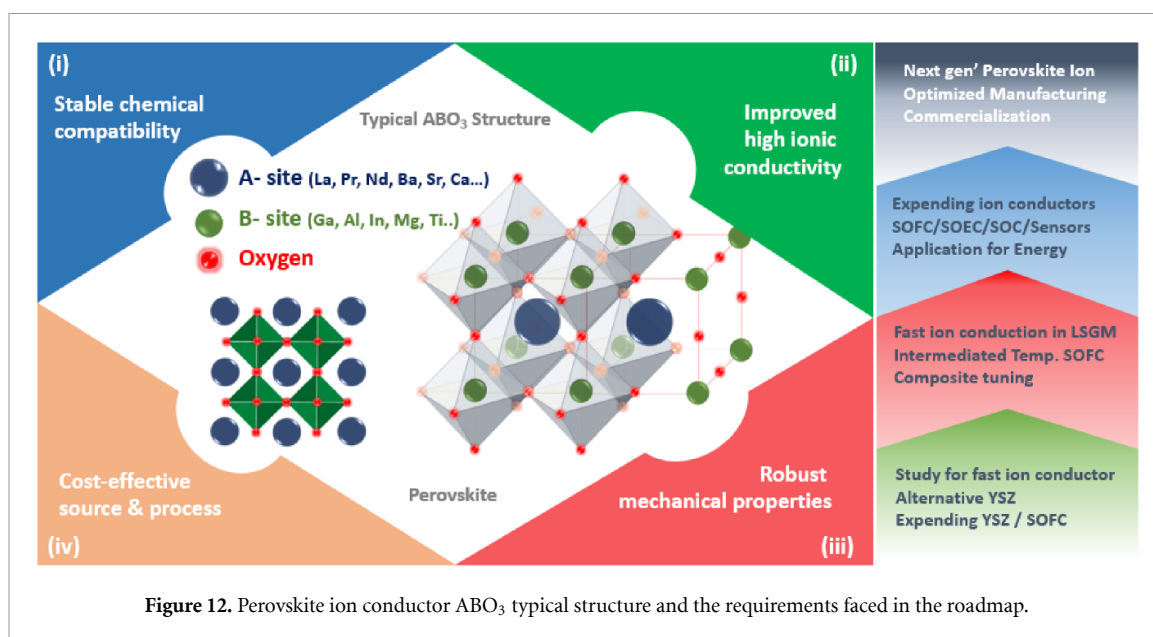 (i)
Stable chemical
compatibility
Typical ABO₃ Structure
(ii)
Improved
high ionic
conductivity
A- site (La, Pr, Nd, Ba, Sr, Ca...)
B- site (Ga, Al, In, Mg, Ti..)
Oxygen
Cost-effective
source & process
(iv)
Perovskite
Robust
mechanical properties
(iii)
Next gen’ Perovskite Ion
Optimized Manufacturing
Commercialization
Expending ion conductors
SOFC/SOEC/SOC/Sensors
Application for Energy
Fast ion conduction in LSGM
Intermediated Temp. SOFC
Composite tuning
Study for fast ion conductor
Alternative YSZ
Expending YSZ / SOFC
Figure 12. Perovskite ion conductor ABO₃ typical structure and the requirements faced in the roadmap.